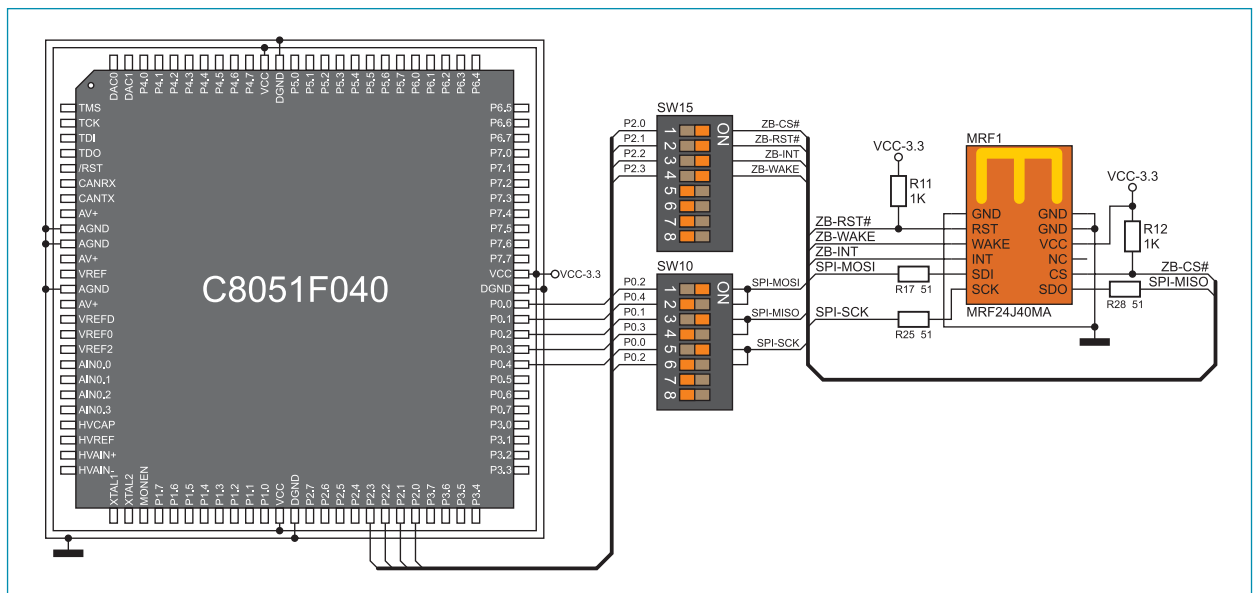 DAC0
DAC1
P4.0
P4.1
P4.2
P4.3
P4.4
P4.5
P4.6
P4.7
VCC
DGND
P5.0
P5.1
P5.2
P5.3
P5.4
P5.5
P5.6
P5.7
P6.0
P6.1
P6.2
P6.3
P6.4
TMS
TCK
TDI
TDO
/RST
CANRX
CANTX
AV+
AGND
AGND
AV+
VREF
AGND
AV+
VREFD
VREF0
VREF2
AIN0.0
AIN0.1
AIN0.2
AIN0.3
HVCAP
HVREF
HVAIN+
HVAIN-
C8051F040
P6.5
P6.6
P6.7
P7.0
P7.1
P7.2
P7.3
P7.4
P7.5
P7.6
P7.7
VCC
DGND
P0.0
P0.1
P0.2
P0.3
P0.4
P0.5
P0.6
P0.7
P3.0
P3.1
P3.2
P3.3
XTAL1
XTAL2
MONEN
P1.7
P1.6
P1.5
P1.4
P1.3
P1.2
P1.1
P1.0
VCC
DGND
P2.7
P2.6
P2.5
P2.4
P2.3
P2.2
P2.1
P2.0
P3.7
P3.6
P3.5
P3.4
VCC-3.3
SW15
P2.0
P2.1
P2.2
P2.3
1
2
3
4
5
6
7
8
ON
ZB-CS#
ZB-RST#
ZB-INT
ZB-WAKE
SW10
P0.2
P0.4
P0.1
P0.3
P0.0
P0.2
1
2
3
4
5
6
7
8
ON
SPI-MOSI
SPI-MISO
SPI-SCK
VCC-3.3
R11
1K
ZB-RST#
ZB-WAKE
ZB-INT
SPI-MOSI
R17 51
SPI-SCK
R25 51
MRF1
GND
RST
WAKE
INT
SDI
SCK
GND
GND
VCC
NC
CS
SDO
MRF24J40MA
VCC-3.3
R12
1K
ZB-CS#
SPI-MISO
R28 51